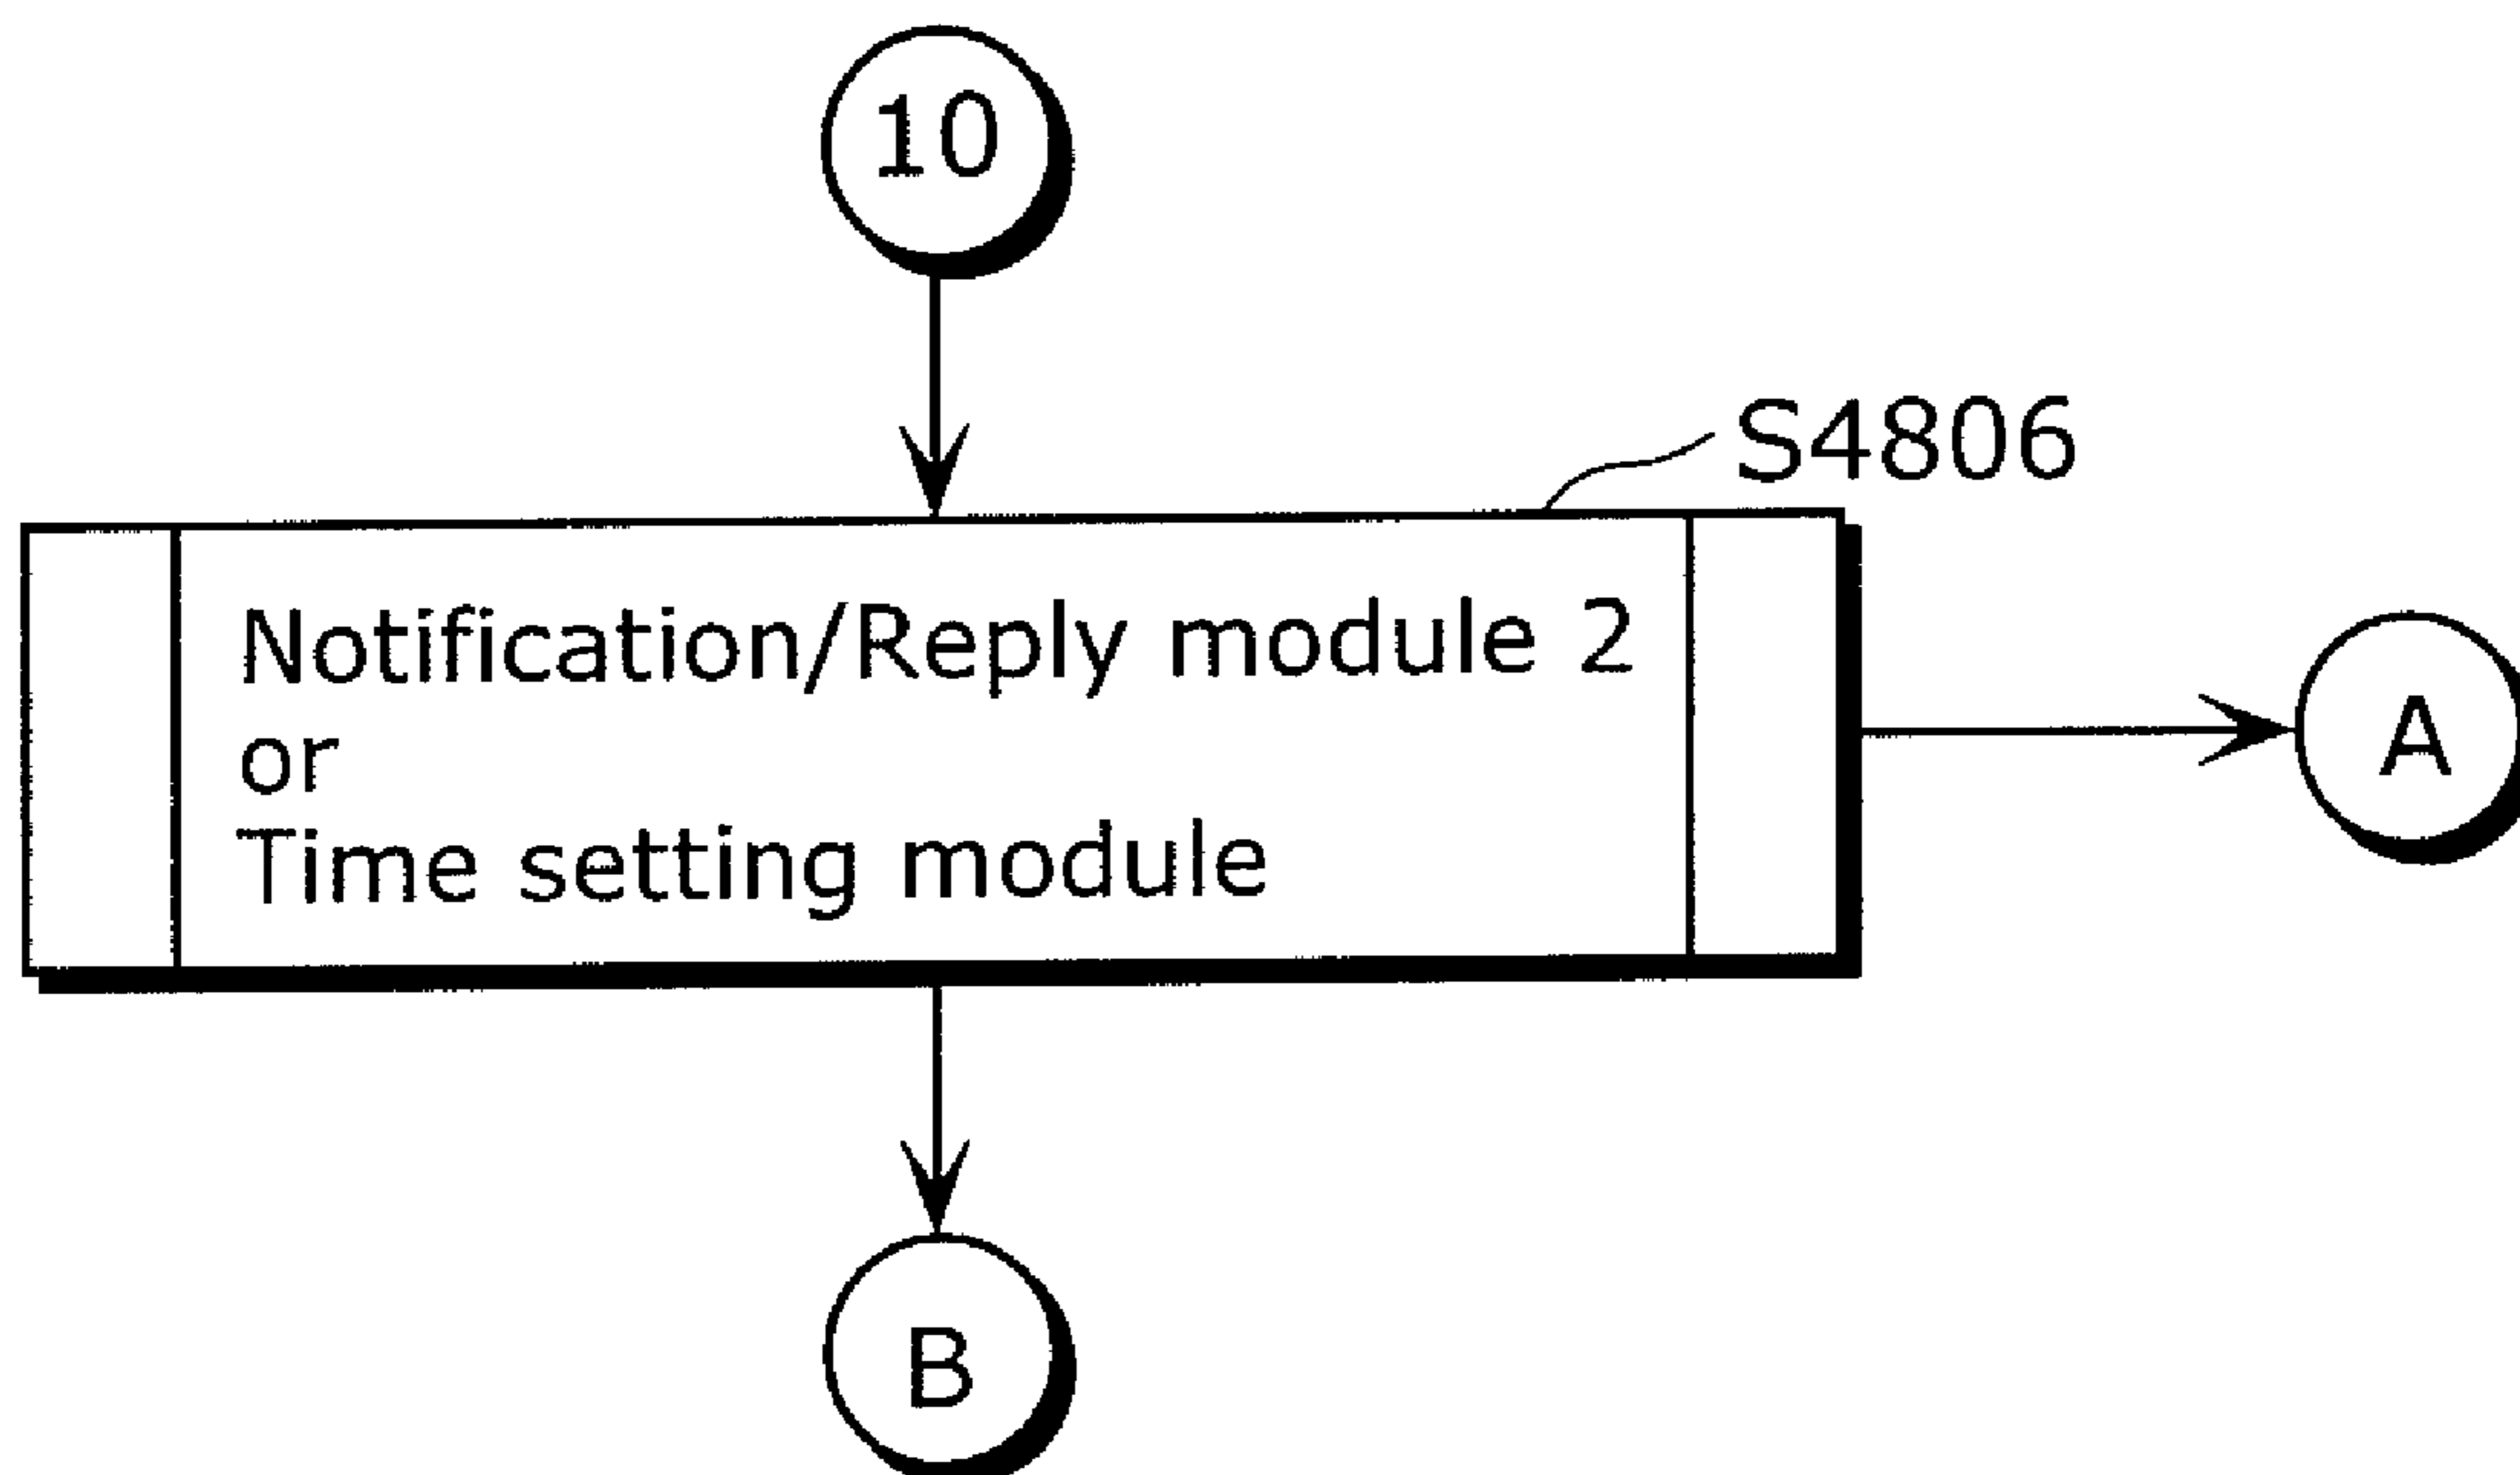 10
S4806
Notification/Reply module 2
or
Time setting module
A
B